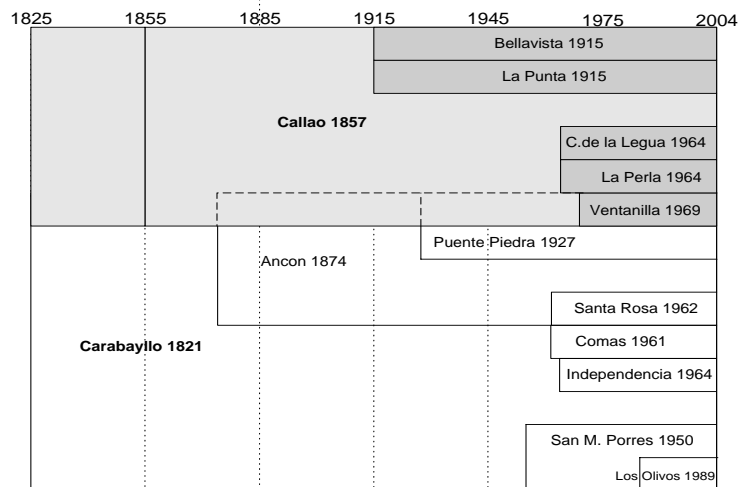 1825 1855 1885 1915 1945 1975 2004
Bellavista 1915
La Punta 1915
Callao 1857
C.de la Legua 1964
La Perla 1964
Ventanilla 1969
Puente Piedra 1927
Ancon 1874
Santa Rosa 1962
Carabayllo 1821
Comas 1961
Independencia 1964
San M. Porres 1950
Los Olivos 1989